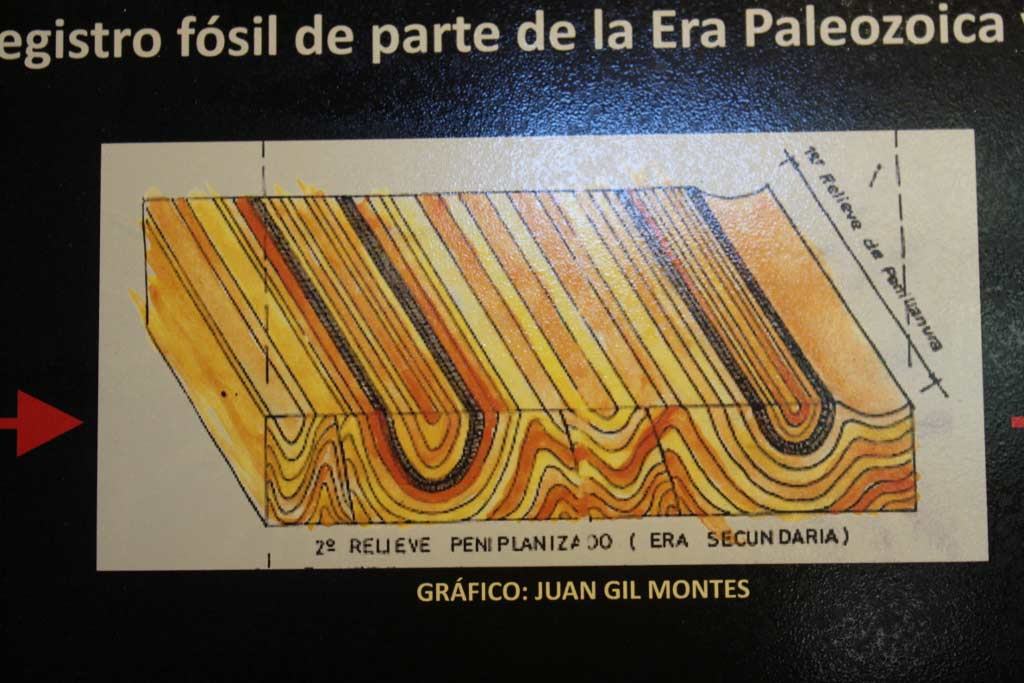 egistro fósil de parte de la Era Paleozoica y
1er Relieve de Penillanura
2º RELIEVE PENIPLANIZADO ( ERA SECUNDARIA)
GRÁFICO: JUAN GIL MONTES